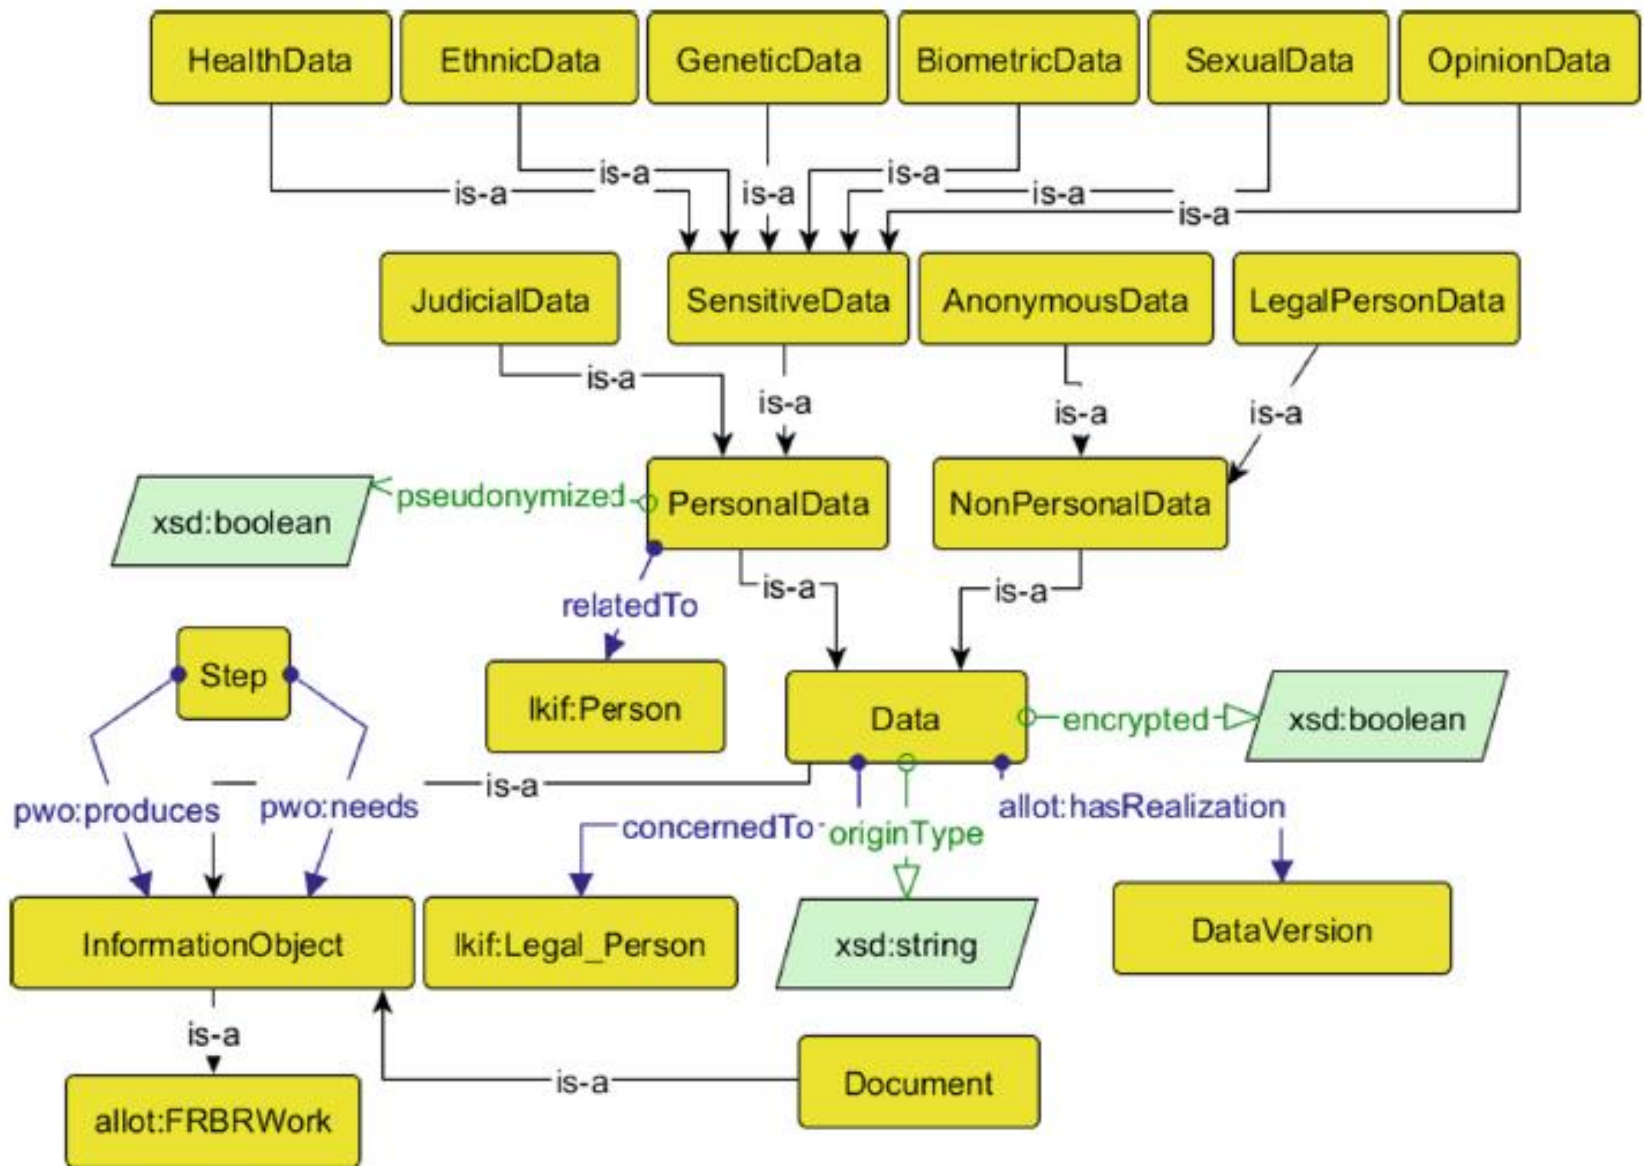 HealthData
EthnicData
GeneticData
BiometricData
SexualData
OpinionData
is-a
is-a
is-a
is-a
is-a
is-a
JudicialData
SensitiveData
AnonymousData
LegalPersonData
is-a
is-a
is-a
is-a
xsd:boolean
pseudonymized
PersonalData
NonPersonalData
is-a
is-a
relatedTo
Step
lkif:Person
Data
encrypted
xsd:boolean
is-a
pwo:produces
pwo:needs
concernedTo
originType
allot:hasRealization
InformationObject
lkif:Legal_Person
xsd:string
DataVersion
is-a
is-a
Document
allot:FRBRWork